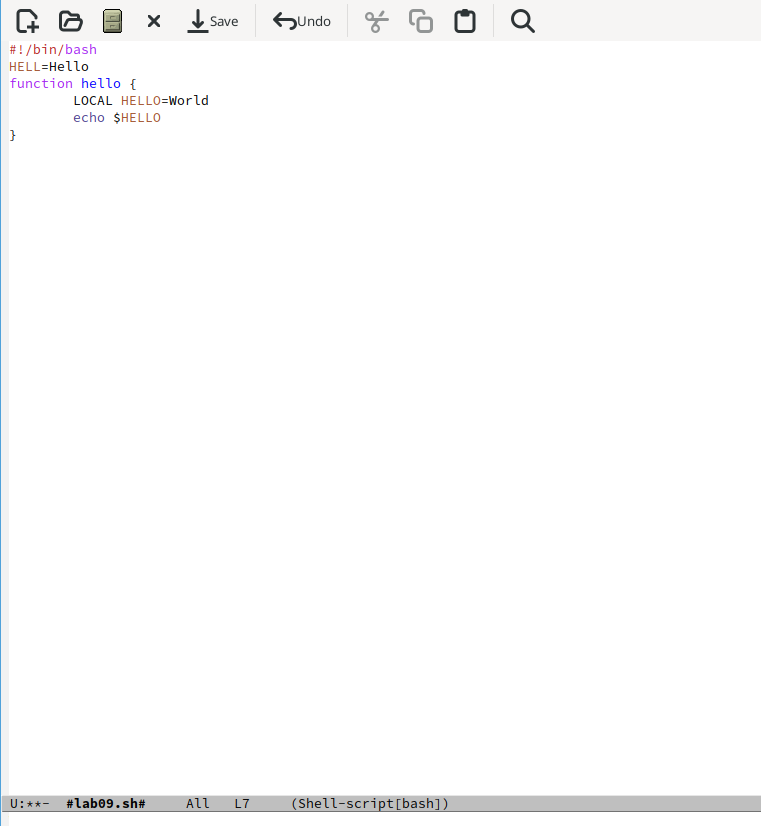 Save Undo
#!/bin/bash
HELL=Hello
function hello {
        LOCAL HELLO=World
        echo $HELLO
}
U:**-  #lab09.sh#     All   L7     (Shell-script[bash])